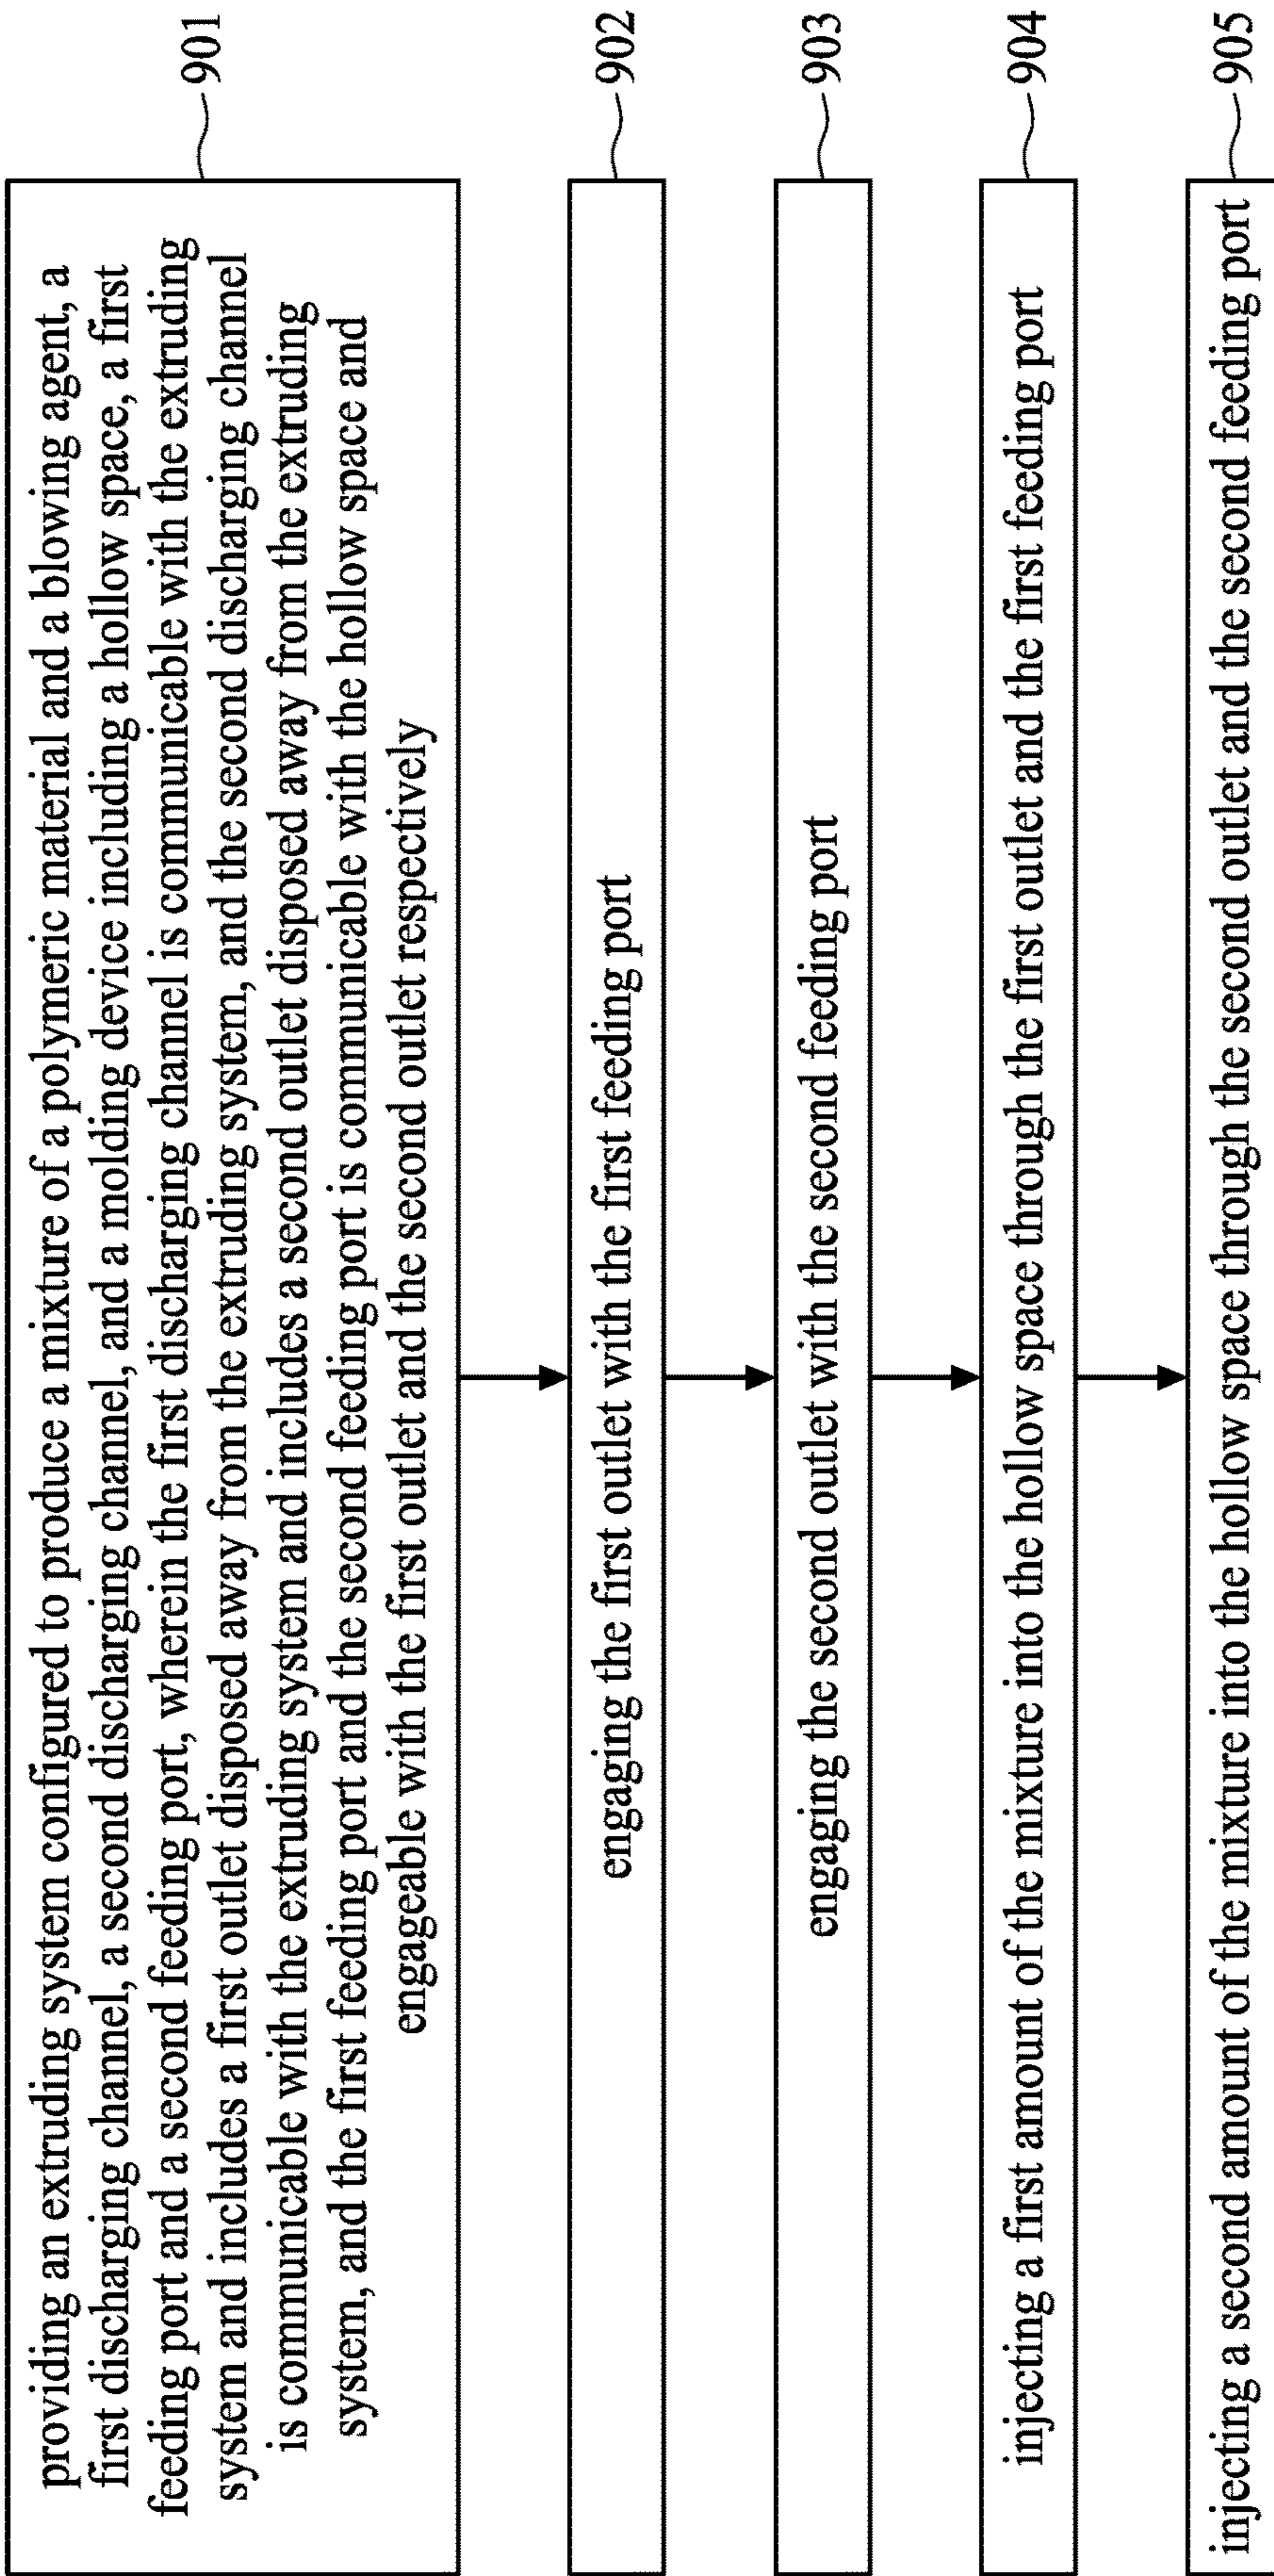 providing an extruding system configured to produce a mixture of a polymeric material and a blowing agent, a
first discharging channel, a second discharging channel, and a molding device including a hollow space, a first
feeding port and a second feeding port, wherein the first discharging channel is communicable with the extruding
system and includes a first outlet disposed away from the extruding system, and the second discharging channel
is communicable with the extruding system and includes a second outlet disposed away from the extruding
system, and the first feeding port and the second feeding port is communicable with the hollow space and
engageable with the first outlet and the second outlet respectively
901
engaging the first outlet with the first feeding port
902
engaging the second outlet with the second feeding port
903
injecting a first amount of the mixture into the hollow space through the first outlet and the first feeding port
904
injecting a second amount of the mixture into the hollow space through the second outlet and the second feeding port
905